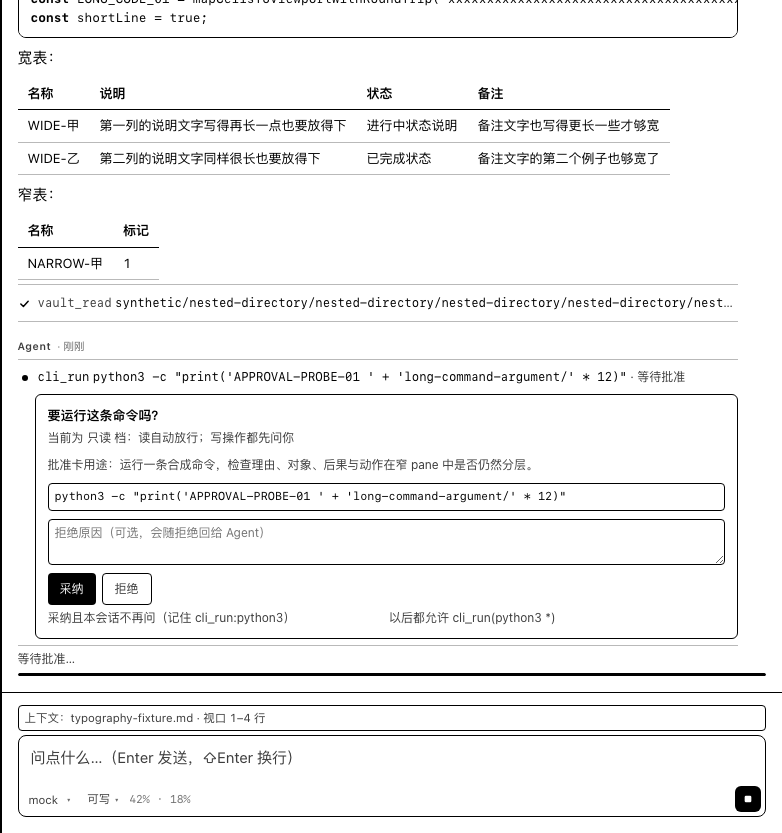 const shortLine = true;
宽表：
名称 说明 状态 备注
WIDE-甲 第一列的说明文字写得再长一点也要放得下 进行中状态说明 备注文字也写得更长一些才够宽
WIDE-乙 第二列的说明文字同样很长也要放得下 已完成状态 备注文字的第二个例子也够宽了
窄表：
名称 标记
NARROW-甲 1
vault_read synthetic/nested-directory/nested-directory/nested-directory/nested-directory/nest…
Agent · 刚刚
cli_run python3 -c "print('APPROVAL-PROBE-01 ' + 'long-command-argument/' * 12)" · 等待批准
要运行这条命令吗？
当前为 只读 档：读自动放行；写操作都先问你
批准卡用途：运行一条合成命令，检查理由、对象、后果与动作在窄 pane 中是否仍然分层。
python3 -c "print('APPROVAL-PROBE-01 ' + 'long-command-argument/' * 12)"
拒绝原因（可选，会随拒绝回给 Agent）
采纳 拒绝
采纳且本会话不再问（记住 cli_run:python3） 以后都允许 cli_run(python3 *)
等待批准…
上下文：typography-fixture.md · 视口 1–4 行
问点什么…（Enter 发送，⇧Enter 换行）
mock · 可写 · 42% · 18%